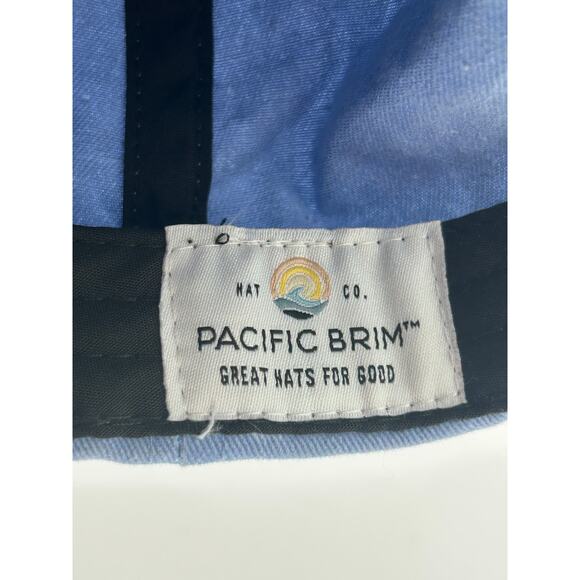 HAT CO.
PACIFIC BRIM™
GREAT HATS FOR GOOD